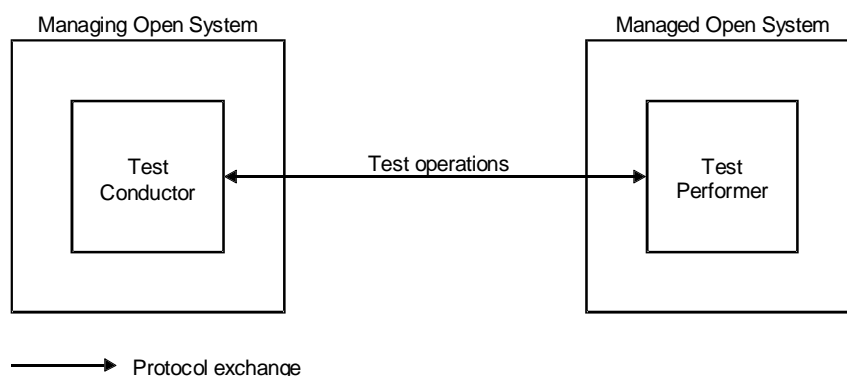 Managing Open System
Managed Open System
Test
Conductor
Test operations
Test
Performer
Protocol exchange